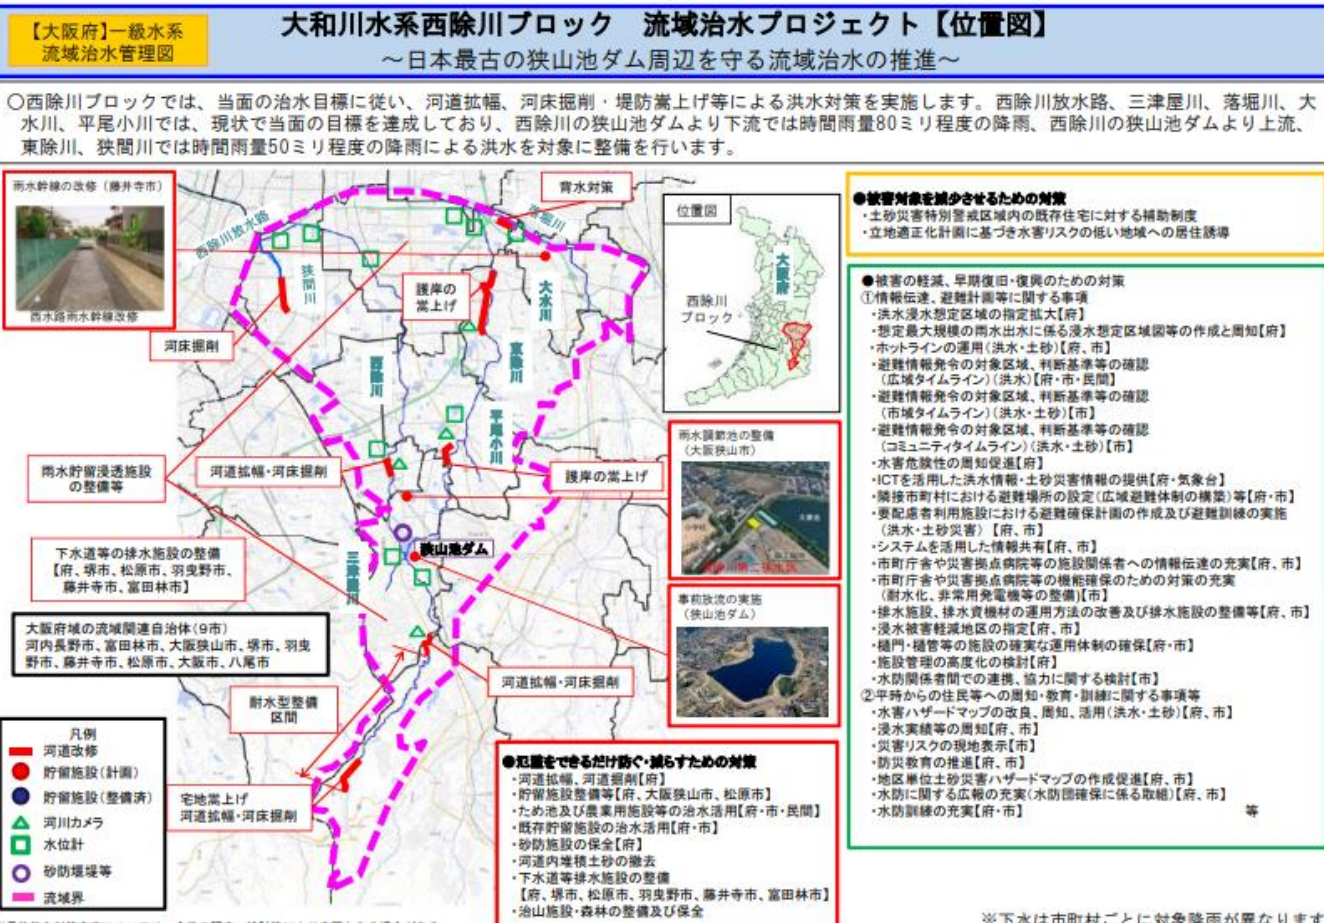 【大阪府】一級水系
流域治水管理図
大和川水系西除川ブロック 流域治水プロジェクト【位置図】
～日本最古の狭山池ダム周辺を守る流域治水の推進～
○西除川ブロックでは、当面の治水目標に従い、河道拡幅、河床掘削・堤防嵩上げ等による洪水対策を実施します。西除川放水路、三津屋川、落堀川、大
水川、平尾小川では、現状で当面の目標を達成しており、西除川の狭山池ダムより下流では時間雨量80ミリ程度の降雨、西除川の狭山池ダムより上流、
東除川、狭間川では時間雨量50ミリ程度の降雨による洪水を対象に整備を行います。
雨水幹線の改修（藤井寺市）
西水路雨水幹線改修
西除川放水路
狭間川
河床掘削
背水対策
落堀川
護岸の
嵩上げ
大水川
東除川
西除川
平尾小川
位置図
大阪府
西除川
ブロック
雨水貯留浸透施設
の整備等
河道拡幅・河床掘削
護岸の嵩上げ
狭山池ダム
三津屋川
下水道等の排水施設の整備
【府、堺市、松原市、羽曳野市、
藤井寺市、富田林市】
大阪府域の流域関連自治体（9市）
河内長野市、富田林市、大阪狭山市、堺市、羽曳
野市、藤井寺市、松原市、大阪市、八尾市
耐水型整備
区間
河道拡幅・河床掘削
宅地嵩上げ
河道拡幅・河床掘削
凡例
河道改修
貯留施設（計画）
貯留施設（整備済）
河川カメラ
水位計
砂防堰堤等
流域界
雨水調節池の整備
（大阪狭山市）
事前放流の実施
（狭山池ダム）
●氾濫をできるだけ防ぐ・減らすための対策
・河道拡幅、河道掘削【府】
・貯留施設整備等【府、大阪狭山市、松原市】
・ため池及び農業用施設等の治水活用【府・市・民間】
・既存貯留施設の治水活用【府・市】
・砂防施設の保全【府】
・河道内堆積土砂の撤去
・下水道等排水施設の整備
【府、堺市、松原市、羽曳野市、藤井寺市、富田林市】
・治山施設・森林の整備及び保全
●被害対象を減少させるための対策
・土砂災害特別警戒区域内の既存住宅に対する補助制度
・立地適正化計画に基づき水害リスクの低い地域への居住誘導
●被害の軽減、早期復旧・復興のための対策
①情報伝達、避難計画等に関する事項
・洪水浸水想定区域の指定拡大【府】
・想定最大規模の雨水出水に係る浸水想定区域図等の作成と周知【府】
・ホットラインの運用（洪水・土砂）【府、市】
・避難情報発令の対象区域、判断基準等の確認
（広域タイムライン）（洪水）【府・市・民間】
・避難情報発令の対象区域、判断基準等の確認
（市域タイムライン）（洪水・土砂）【市】
・避難情報発令の対象区域、判断基準等の確認
（コミュニティタイムライン）（洪水・土砂）【市】
・水害危険性の周知促進【府】
・ICTを活用した洪水情報・土砂災害情報の提供【府・気象台】
・隣接市町村における避難場所の設定（広域避難体制の構築）等【府・市】
・要配慮者利用施設における避難確保計画の作成及び避難訓練の実施
（洪水・土砂災害）【府、市】
・システムを活用した情報共有【府、市】
・市町庁舎や災害拠点病院等の施設関係者への情報伝達の充実【府、市】
・市町庁舎や災害拠点病院等の機能確保のための対策の充実
（耐水化、非常用発電機等の整備）【市】
・排水施設、排水資機材の運用方法の改善及び排水施設の整備等【府、市】
・浸水被害軽減地区の指定【府、市】
・樋門・樋管等の施設の確実な運用体制の確保【府・市】
・施設管理の高度化の検討【府】
・水防関係者間での連携、協力に関する検討【市】
②平時からの住民等への周知・教育・訓練に関する事項等
・水害ハザードマップの改良、周知、活用（洪水・土砂）【府、市】
・浸水実績等の周知【府、市】
・災害リスクの現地表示【市】
・防災教育の推進【府、市】
・地区単位土砂災害ハザードマップの作成促進【府、市】
・水防に関する広報の充実（水防団確保に係る取組）【府、市】
・水防訓練の充実【府・市】 等
※下水は市町村ごとに対象降雨が異なります